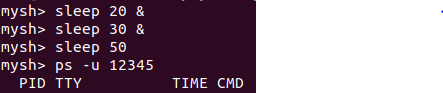 mysh> sleep 20 &
mysh> sleep 30 &
mysh> sleep 50
mysh> ps -u 12345
  PID TTY          TIME CMD